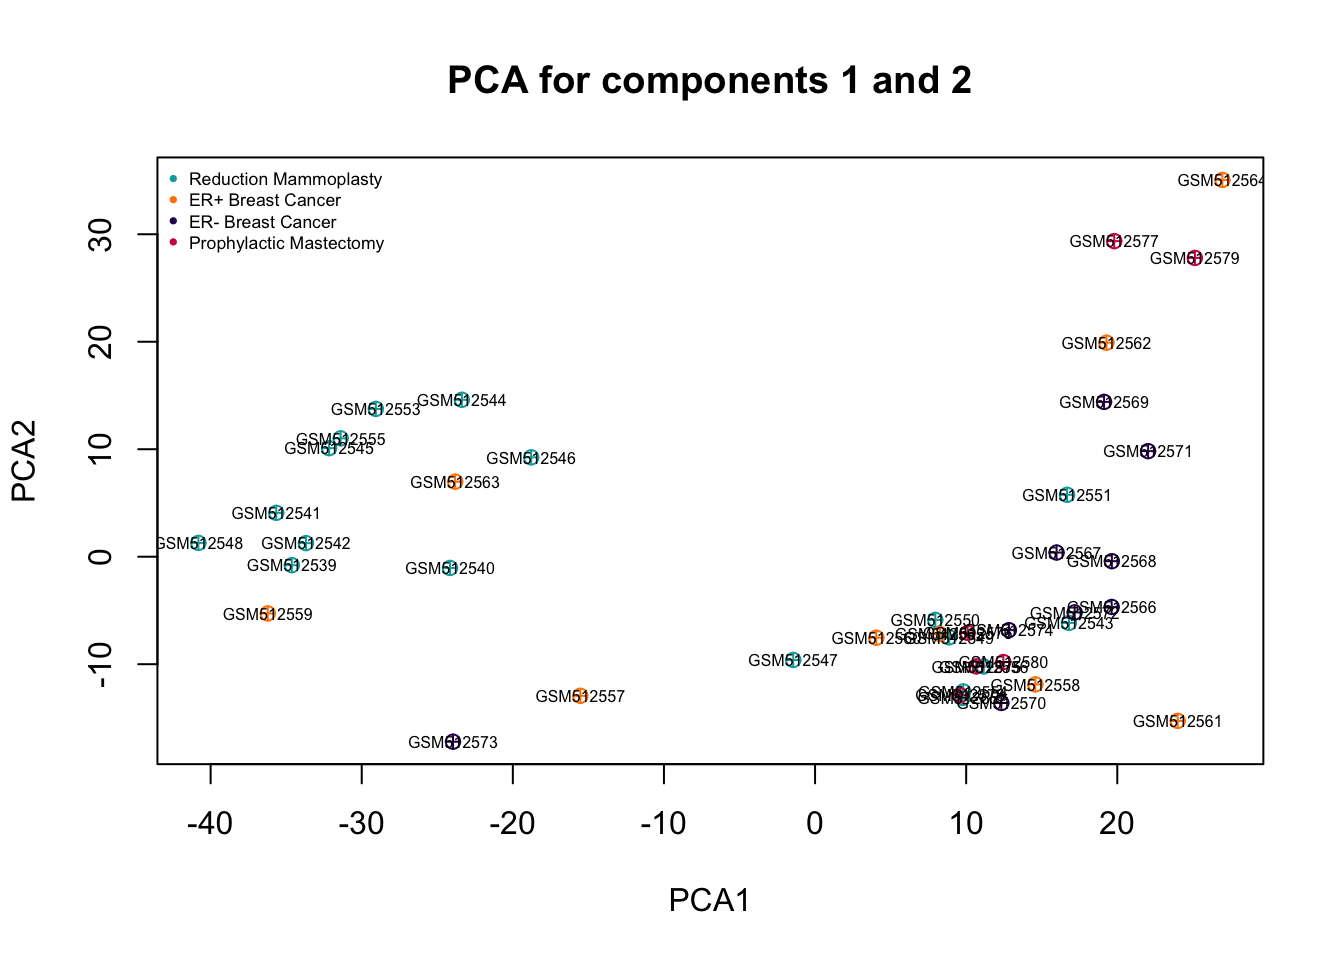 PCA for components 1 and 2
Reduction Mammoplasty
ER+ Breast Cancer
ER- Breast Cancer
Prophylactic Mastectomy
GSM512564
GSM512577
GSM512579
GSM512562
GSM512544
GSM512553
GSM512569
GSM512555
GSM512545
GSM512571
GSM512546
GSM512563
GSM512551
GSM512541
GSM512548
GSM512542
GSM512567
GSM512568
GSM512539
GSM512540
GSM512559
GSM512566
GSM512550
GSM512543
GSM512574
GSM512547
GSM512580
GSM512558
GSM512557
GSM512570
GSM512561
GSM512573
30
20
10
0
-10
PCA2
-40
-30
-20
-10
0
10
20
PCA1